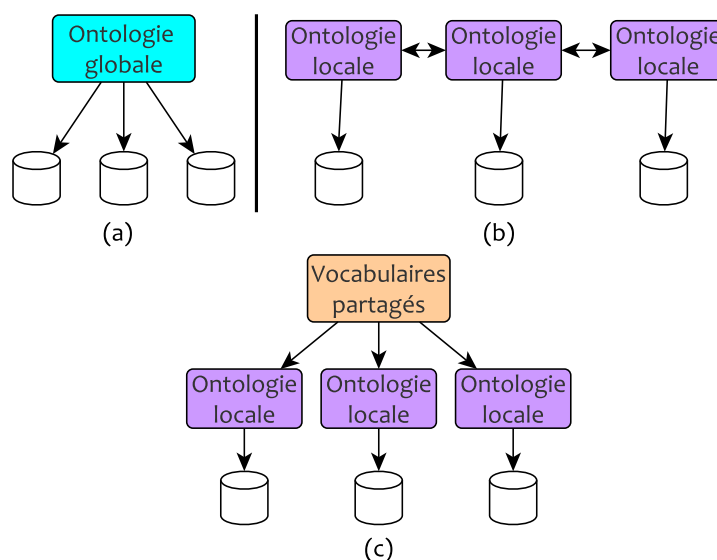 Ontologie
globale
Ontologie
locale
Ontologie
locale
Ontologie
locale
(a)
(b)
Vocabulaires
partagés
Ontologie
locale
Ontologie
locale
Ontologie
locale
(c)